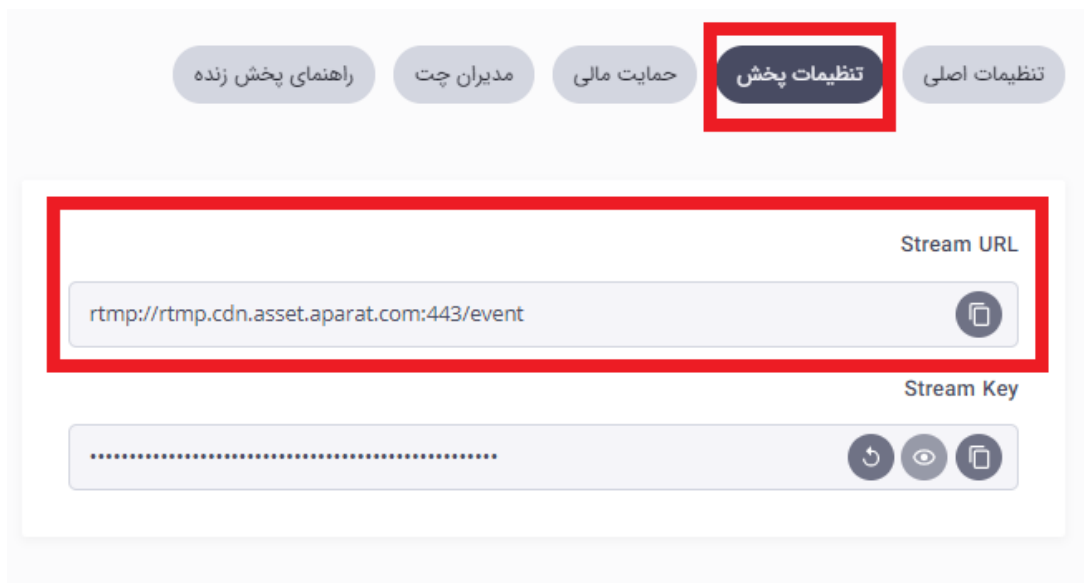 تنظیمات اصلی
تنظیمات پخش
حمایت مالی
مدیران چت
راهنمای پخش زنده
Stream URL
rtmp://rtmp.cdn.asset.aparat.com:443/event
Stream Key